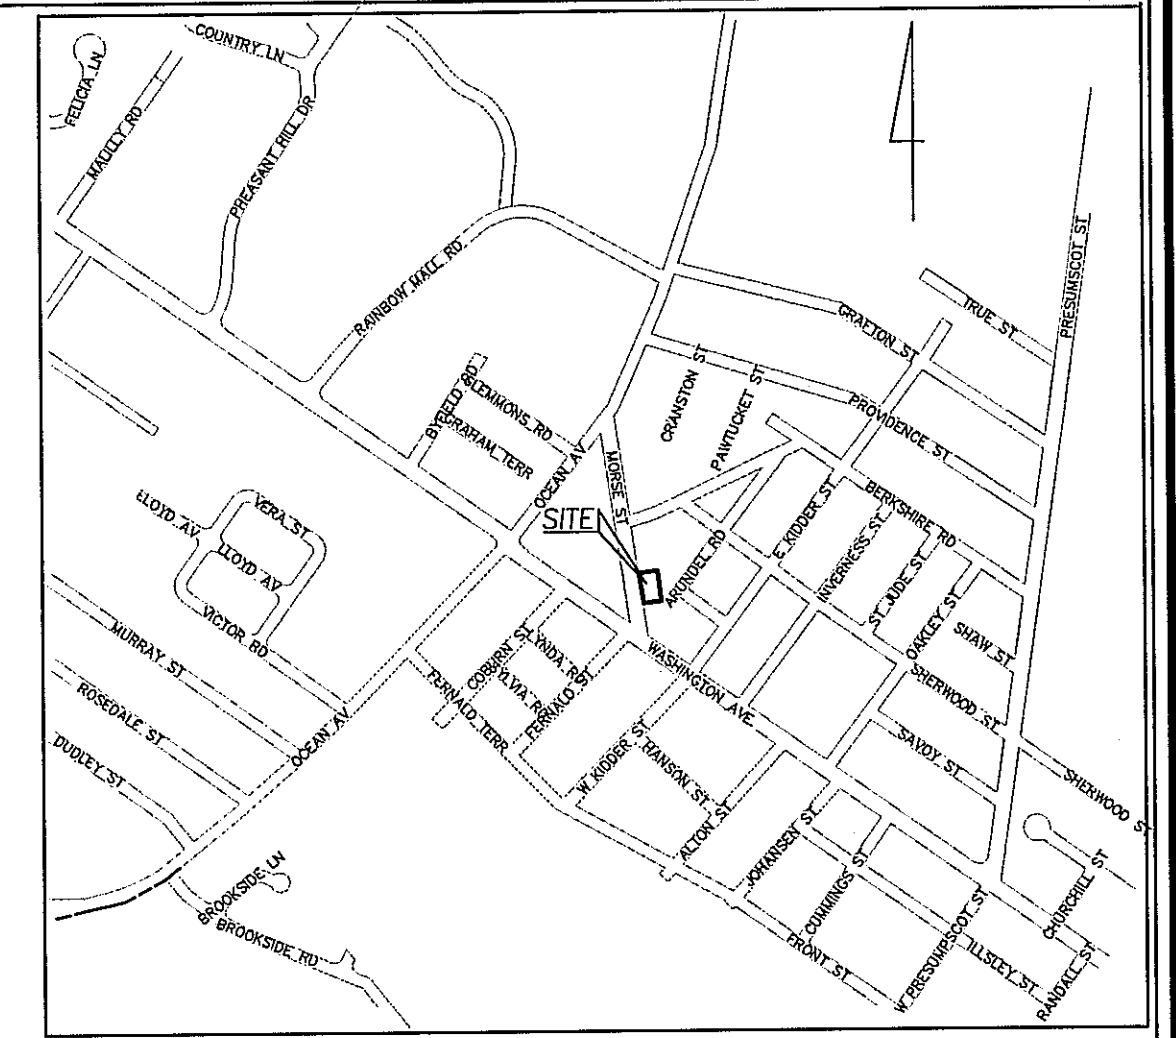 COUNTRY LN
FELICIA LN
PHEASANT HILL DR
PRESUMSCOT ST
RAINBOW MALL RD
TRUE ST
GRAFTON ST
CRANSTON ST
PAWTUCKET ST
BYFIELD RD
CLEMMONS RD
GRAHAM TERR
PROVIDENCE ST
OCEAN AV
MORSE ST
BERKSHIRE RD
SITE
E KIDDER ST
LLOYD AV
VERA ST
LLOYD AV
ARUNDEL RD
INVERNESS ST
ST JUDE ST
OAKLEY ST
SHAW ST
VICTOR RD
MURRAY ST
COBURN ST
LYNDA RD
SYLVIA RD
FERNALD ST
WASHINGTON AVE
SHERWOOD ST
ROSEDALE ST
FERNALD TERR
OCEAN AV
DUDLEY ST
W KIDDER ST
HANSON ST
SAVOY ST
SHERWOOD ST
ALTON ST
JOHANSEN ST
CUMMINGS ST
CHURCHILL ST
BROOKSIDE LN
BROOKSIDE RD
FRONT ST
W PRESUMPSCOT ST
ILLSLEY ST
RANDALL ST